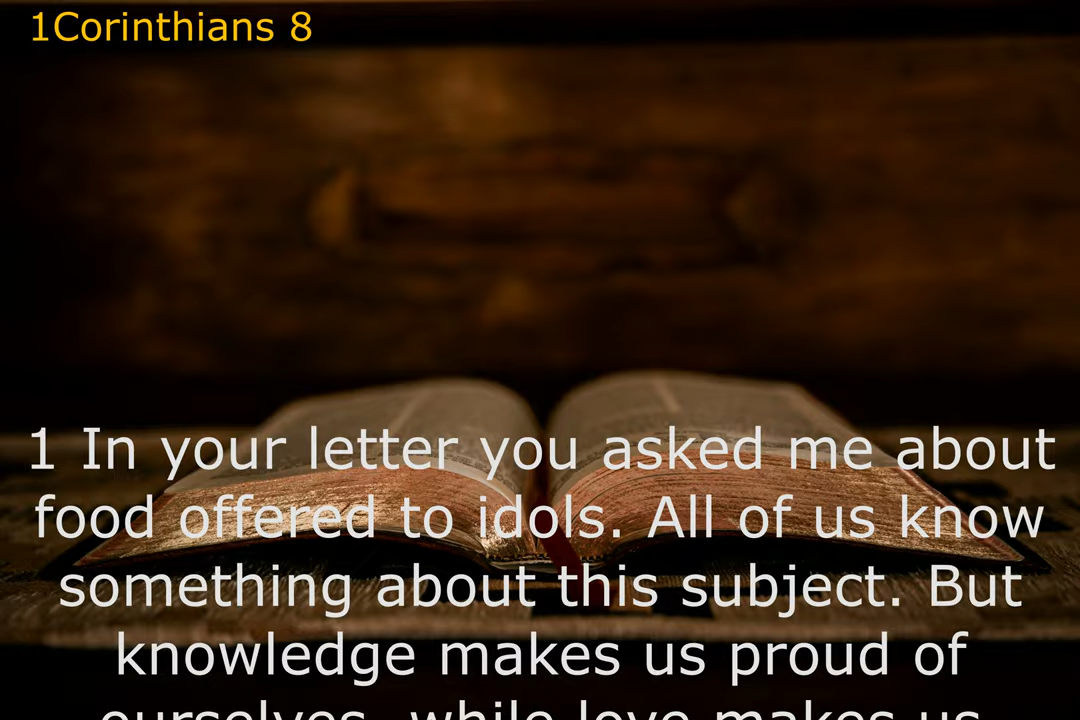 1Corinthians 8
1 In your letter you asked me about
food offered to idols. All of us know
something about this subject. But
knowledge makes us proud of
ourselves, while love makes us